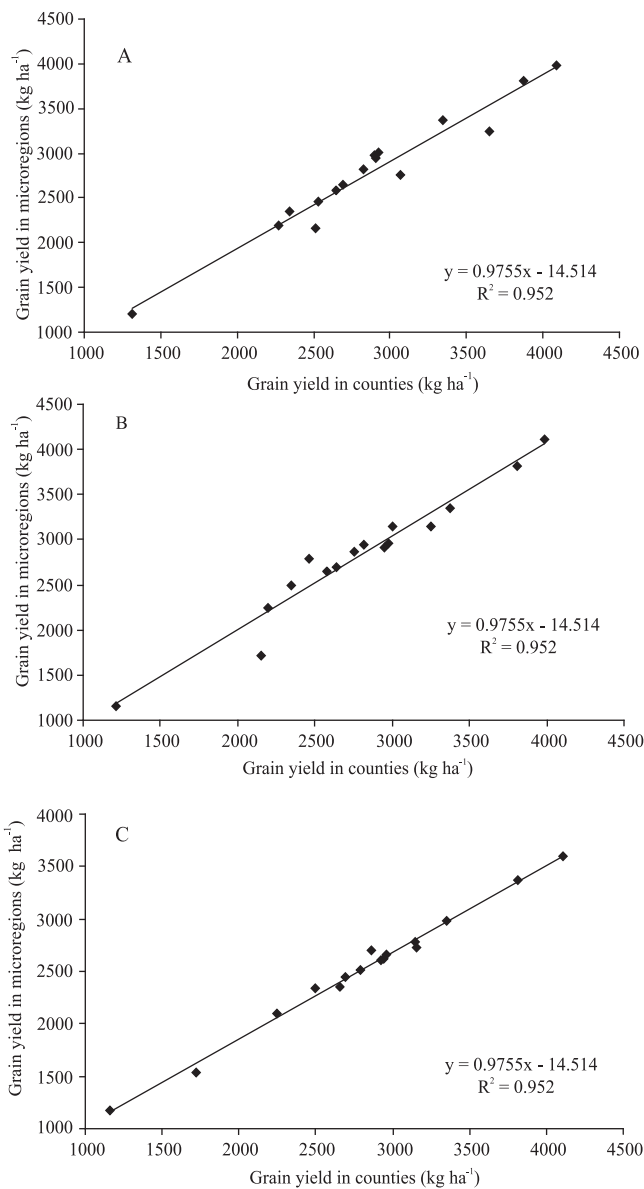 A
4500
4000
3500
3000
2500
2000
1500
1000
Grain yield in microregions (kg ha⁻¹)
y = 0.9755x - 14.514
R² = 0.952
1000 1500 2000 2500 3000 3500 4000 4500
Grain yield in counties (kg ha⁻¹)
B
4500
4000
3500
3000
2500
2000
1500
1000
Grain yield in microregions (kg ha⁻¹)
y = 0.9755x - 14.514
R² = 0.952
1000 1500 2000 2500 3000 3500 4000 4500
Grain yield in counties (kg ha⁻¹)
C
4000
3500
3000
2500
2000
1500
1000
Grain yield in microregions (kg ha⁻¹)
y = 0.9755x - 14.514
R² = 0.952
1000 1500 2000 2500 3000 3500 4000 4500
Grain yield in counties (kg ha⁻¹)